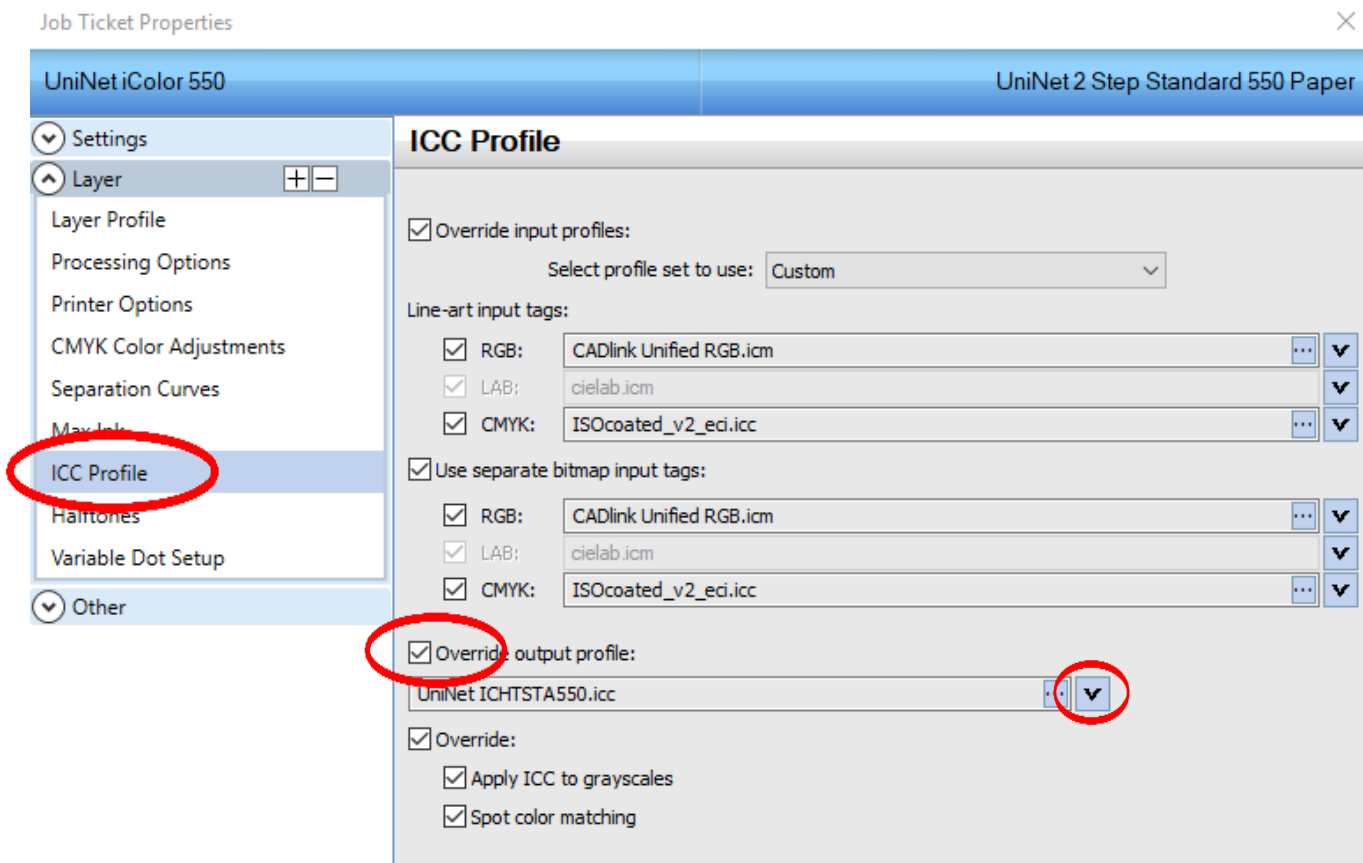 Job Ticket Properties
UniNet iColor 550
UniNet 2 Step Standard 550 Paper
Settings
Layer
Layer Profile
Processing Options
Printer Options
CMYK Color Adjustments
Separation Curves
Max Ink
ICC Profile
Halftones
Variable Dot Setup
Other
ICC Profile
Override input profiles:
Select profile set to use: Custom
Line-art input tags:
RGB: CADlink Unified RGB.icm ...
LAB: cielab.icm
CMYK: ISOcoated_v2_eci.icc ...
Use separate bitmap input tags:
RGB: CADlink Unified RGB.icm ...
LAB: cielab.icm
CMYK: ISOcoated_v2_eci.icc ...
Override output profile:
UniNet ICHTSTA550.icc ...
Override:
Apply ICC to grayscales
Spot color matching